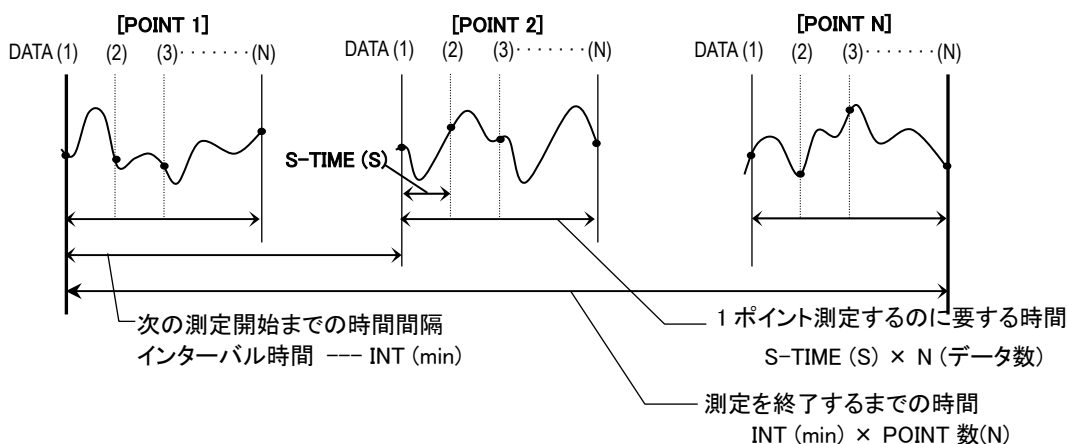 [POINT 1] [POINT 2] [POINT N]
DATA (1) (2) (3)‥‥‥‥(N) DATA (1) (2) (3)‥‥‥‥(N) DATA (1) (2) (3)‥‥‥‥(N)
S-TIME (S)
次の測定開始までの時間間隔
インターバル時間 --- INT (min)
1 ポイント測定するのに要する時間
S-TIME (S) × N (データ数)
測定を終了するまでの時間
INT (min) × POINT 数(N)